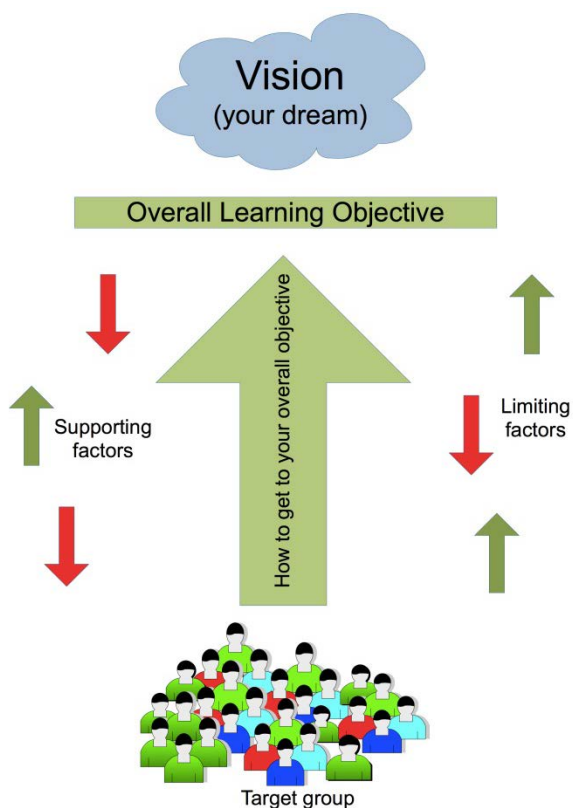 Vision
(your dream)
Overall Learning Objective
How to get to your overall objective
Supporting
factors
Limiting
factors
Target group